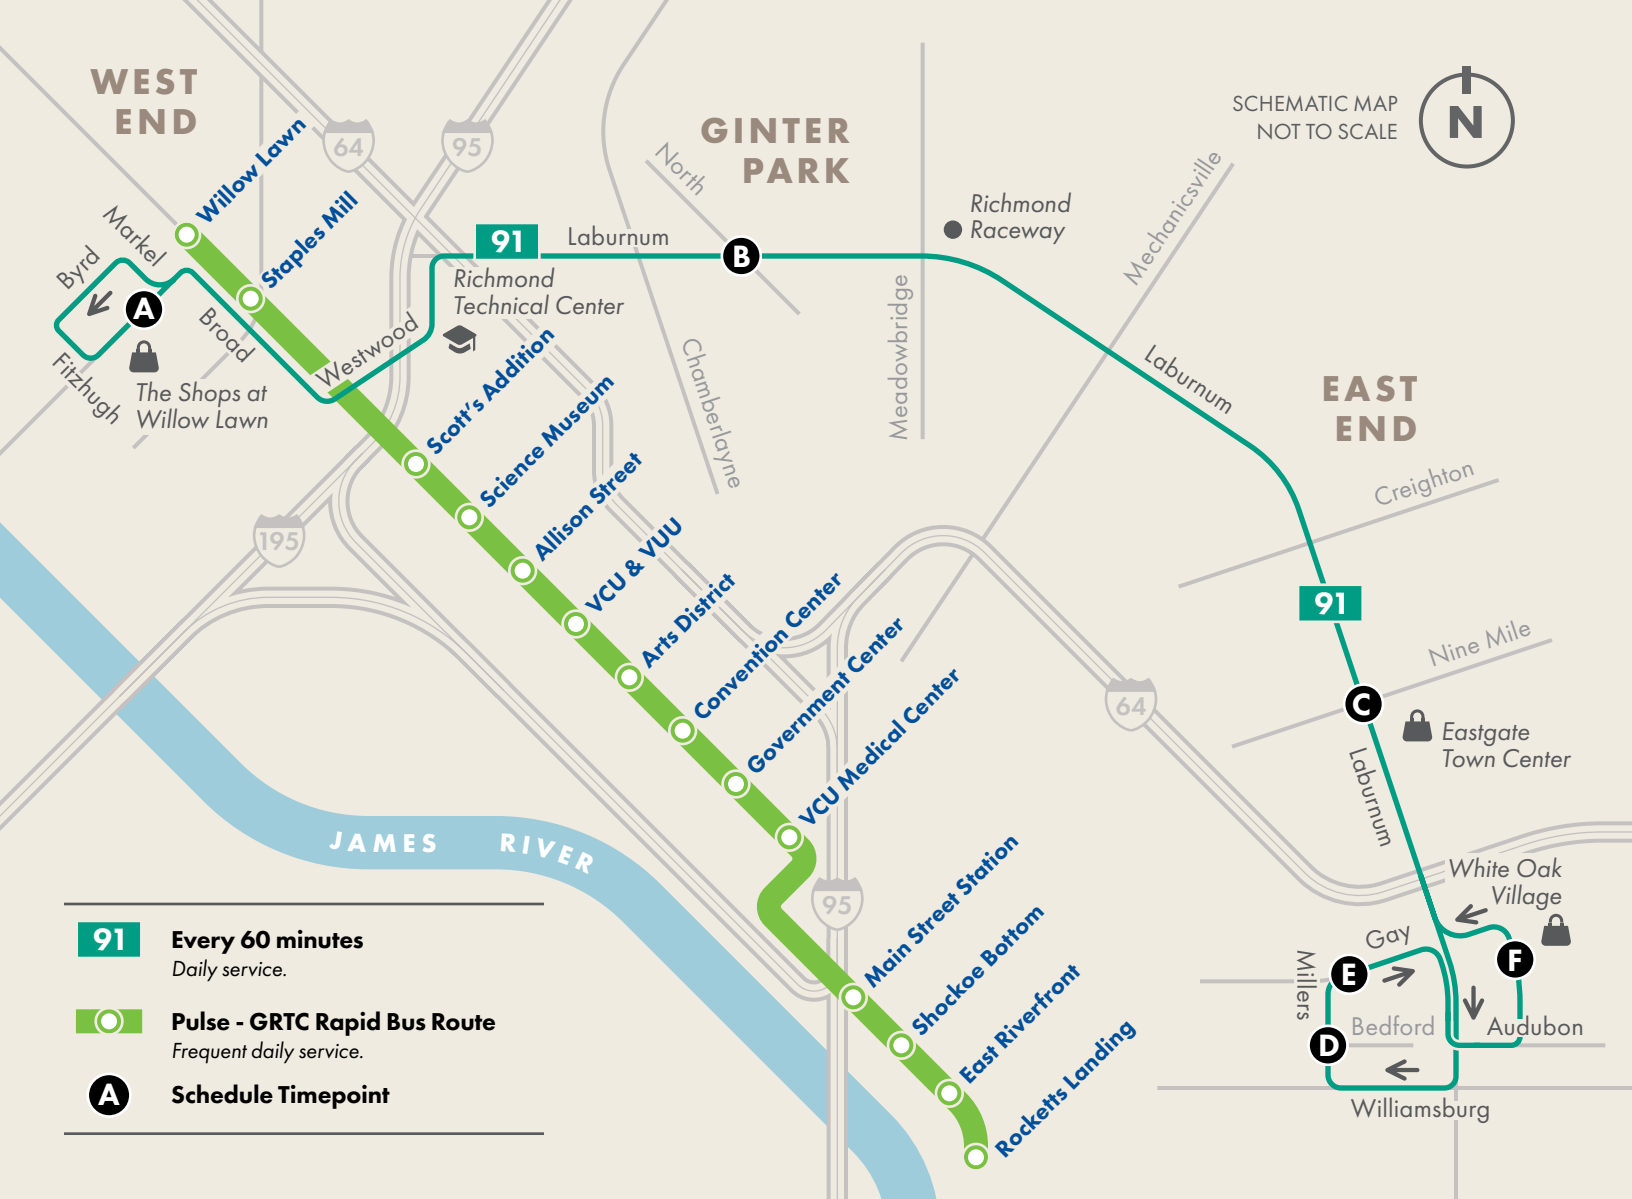 WEST
END
GINTER
PARK
SCHEMATIC MAP
NOT TO SCALE
N
64
95
Willow Lawn
Staples Mill
North
Mechanicsville
Richmond
Raceway
Markel
Byrd
A
91
Laburnum
B
Richmond
Technical Center
Broad
Westwood
Fitzhugh
The Shops at
Willow Lawn
Chamberlayne
Meadowbridge
Laburnum
EAST
END
Scott's Addition
Science Museum
Allison Street
VCU & VUU
Arts District
Convention Center
Government Center
VCU Medical Center
195
Creighton
91
Nine Mile
64
C
Eastgate
Town Center
Laburnum
JAMES RIVER
95
White Oak
Village
Main Street Station
Shockoe Bottom
East Riverfront
Rocketts Landing
Gay
E
F
Millers
Bedford
Audubon
D
Williamsburg
91
Every 60 minutes
Daily service.
Pulse - GRTC Rapid Bus Route
Frequent daily service.
A
Schedule Timepoint